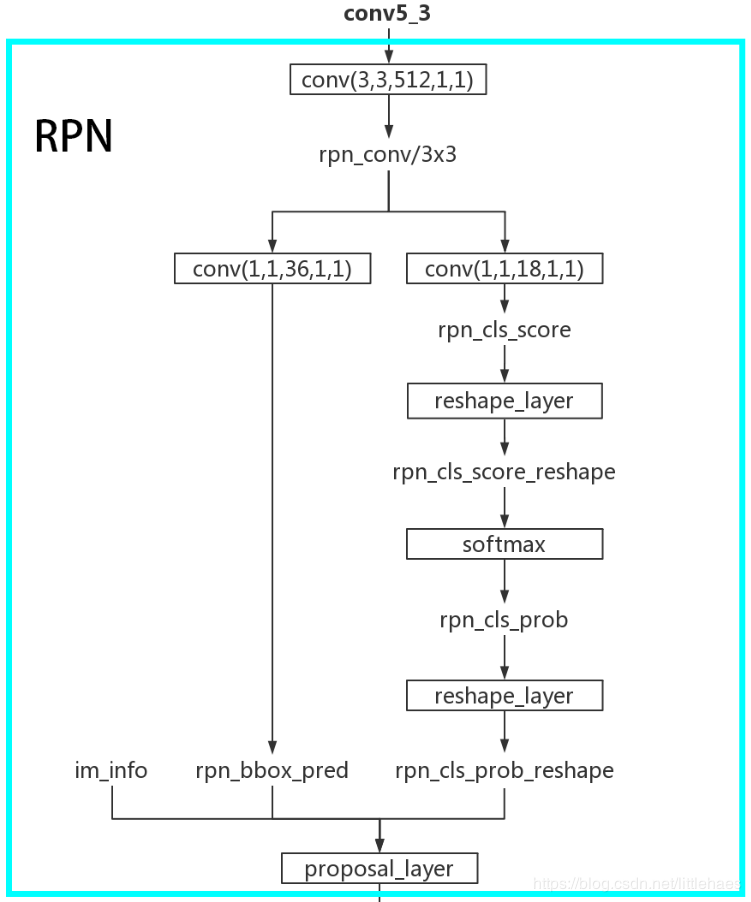 conv5_3
conv(3,3,512,1,1)
RPN
rpn_conv/3x3
conv(1,1,36,1,1)
conv(1,1,18,1,1)
rpn_cls_score
reshape_layer
rpn_cls_score_reshape
softmax
rpn_cls_prob
reshape_layer
im_info
rpn_bbox_pred
rpn_cls_prob_reshape
proposal_layer
https://blog.csdn.net/littlehaes